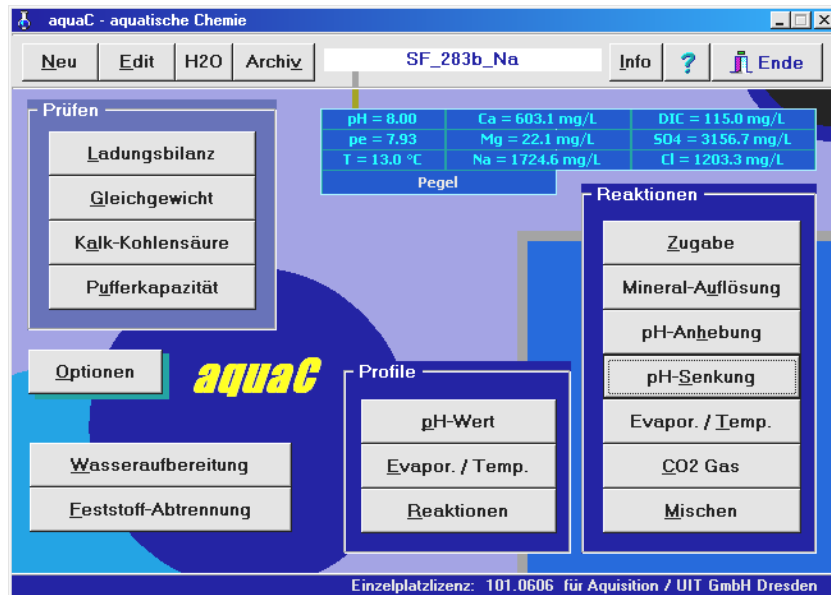 aquaC - aquatische Chemie
Neu Edit H2O Archiv SF_283b_Na Info ? Ende
Prüfen
Ladungsbilanz
Gleichgewicht
Kalk-Kohlensäure
Pufferkapazität
pH = 8.00 Ca = 603.1 mg/L DIC = 115.0 mg/L
pe = 7.93 Mg = 22.1 mg/L SO4 = 3156.7 mg/L
T = 13.0 °C Na = 1724.6 mg/L Cl = 1203.3 mg/L
Pegel
Reaktionen
Zugabe
Mineral-Auflösung
pH-Anhebung
pH-Senkung
Evapor. / Temp.
CO2 Gas
Mischen
Optionen
aquaC
Profile
pH-Wert
Evapor. / Temp.
Reaktionen
Wasseraufbereitung
Feststoff-Abtrennung
Einzelplatzlizenz: 101.0606 für Aquisition / UIT GmbH Dresden